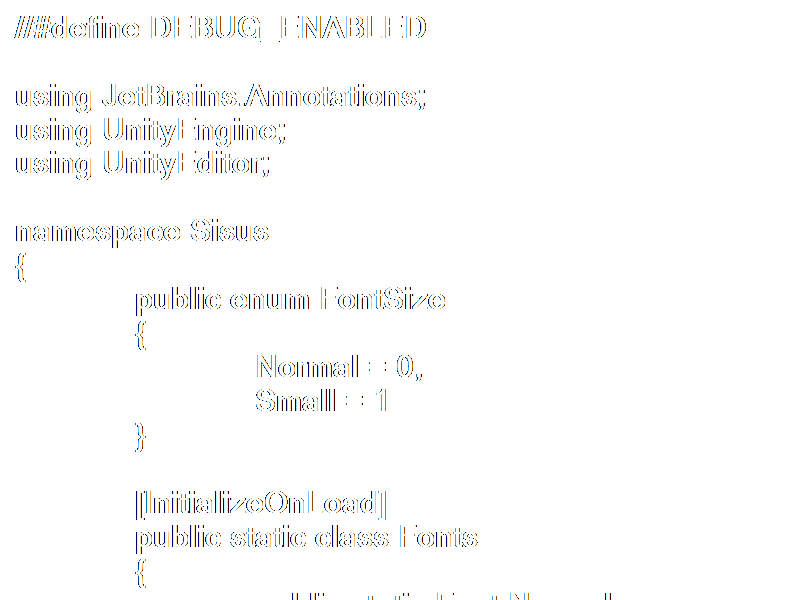 //#define DEBUG_ENABLED
using JetBrains.Annotations;
using UnityEngine;
using UnityEditor;
namespace Sisus
{
public enum FontSize
{
Normal = 0,
Small = 1
}
[InitializeOnLoad]
public static class Fonts
{